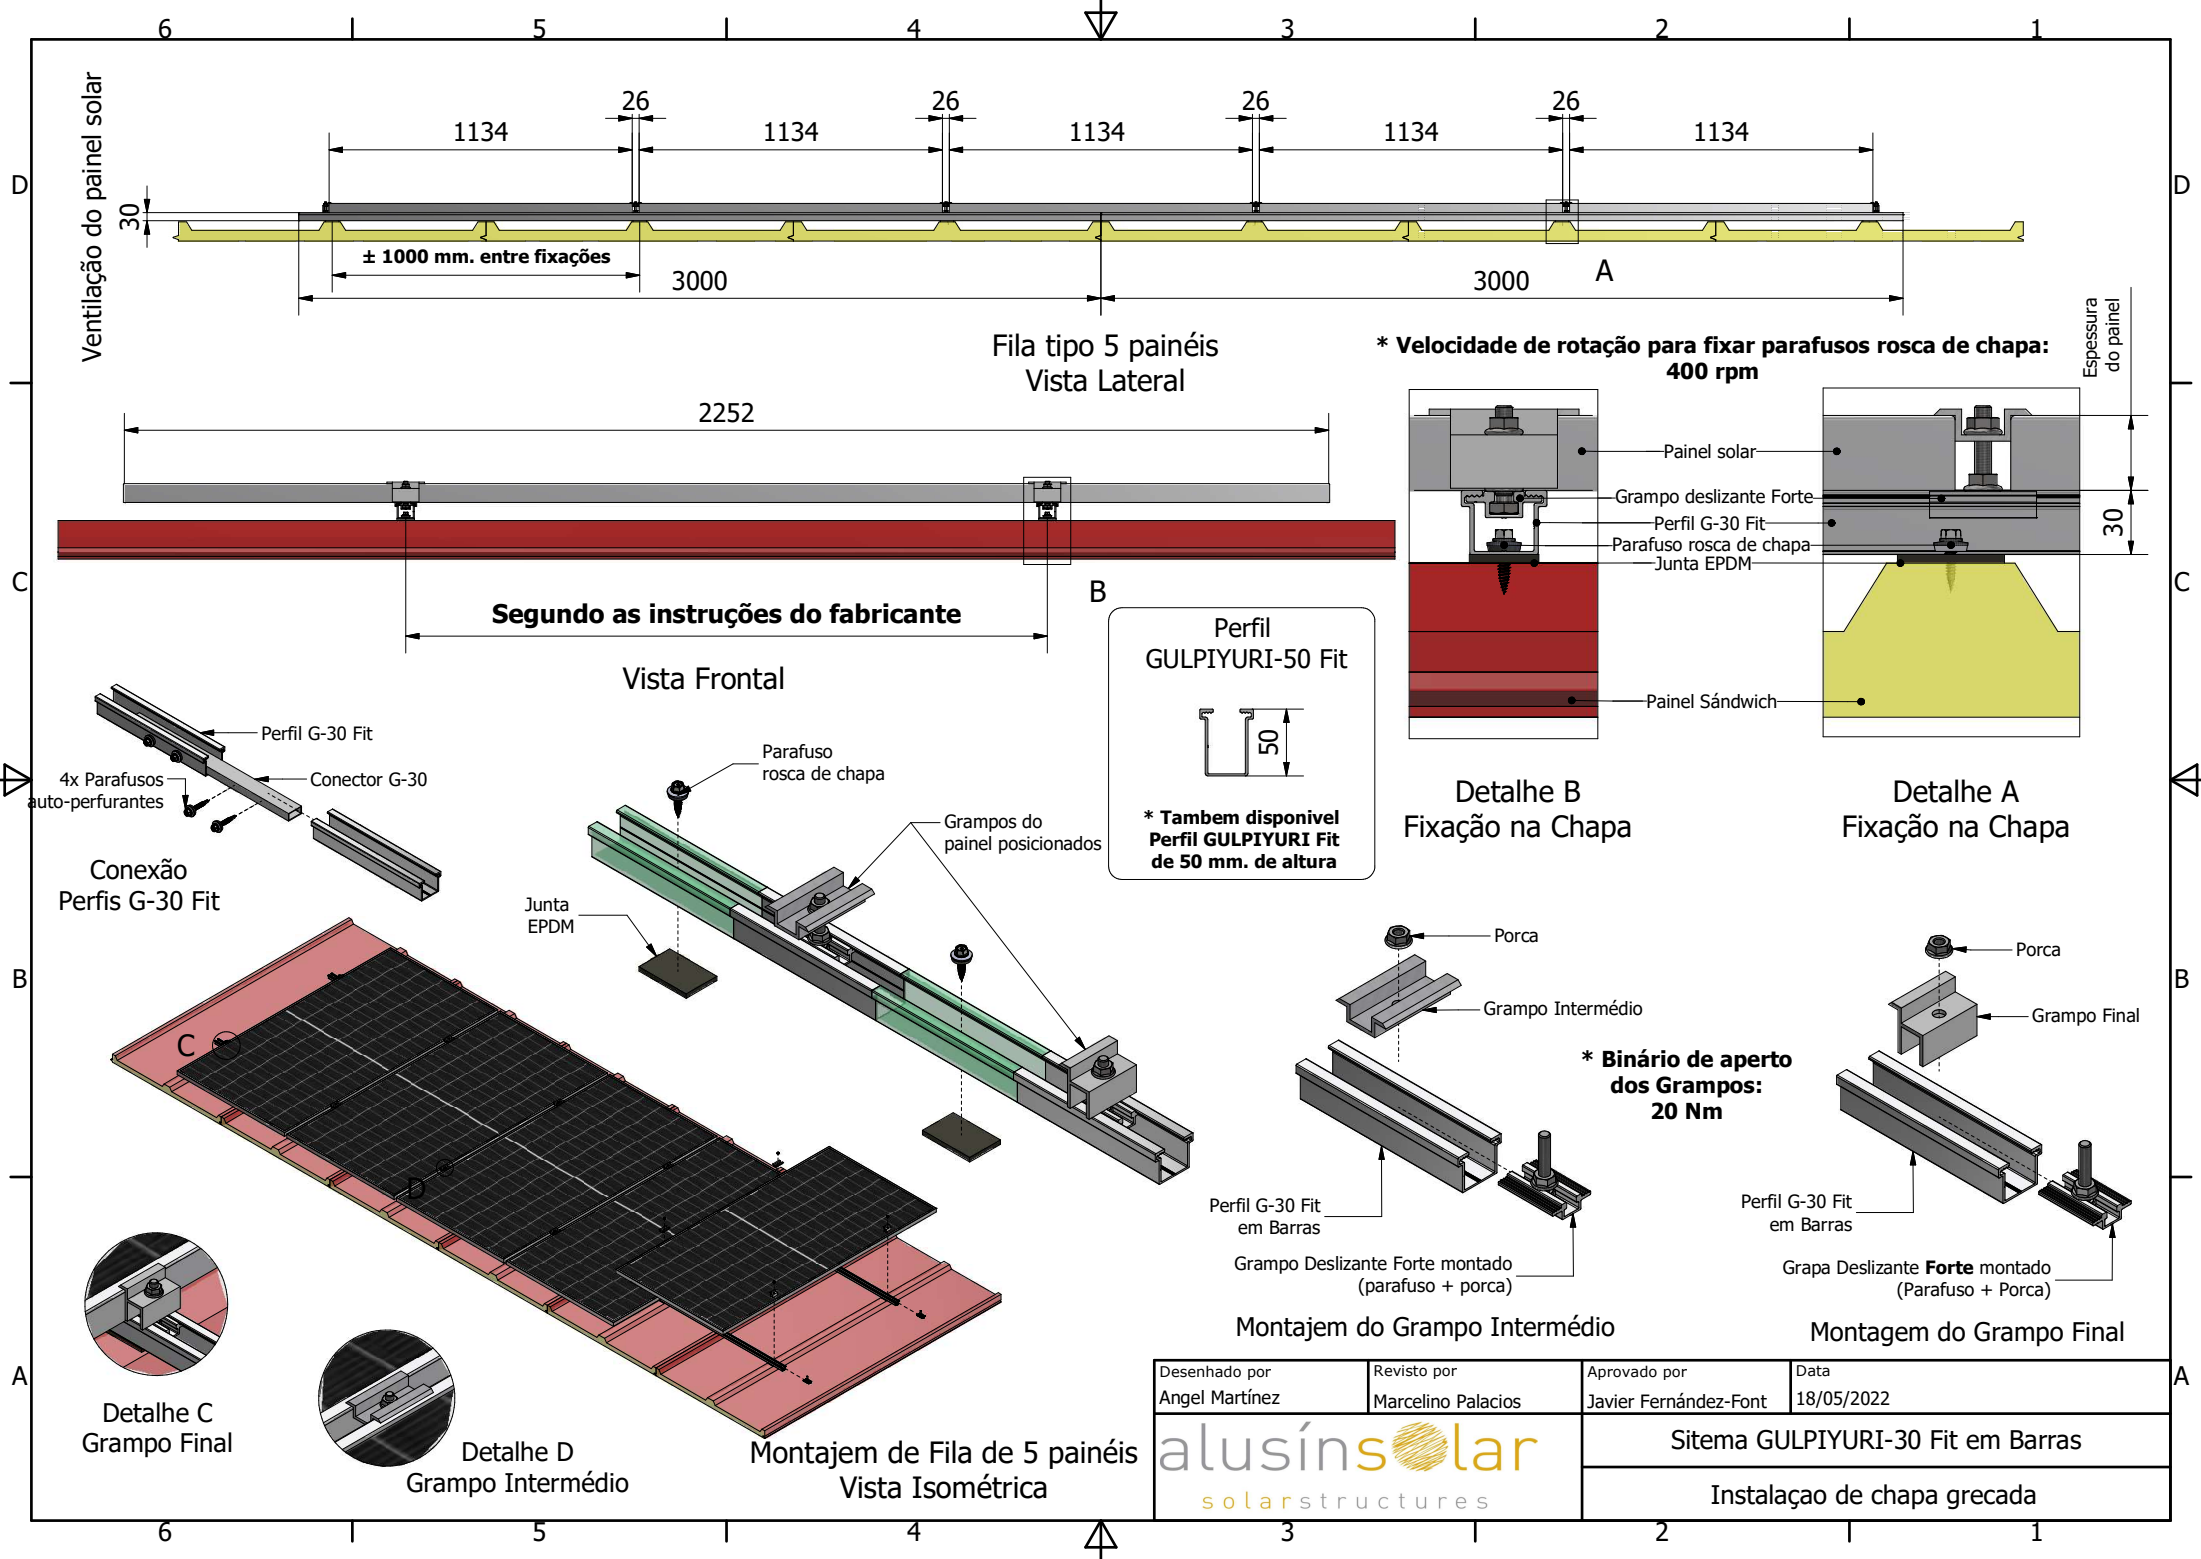 6 5 4 3 2 1
D
D
Ventilação do painel solar
26 26 26 26
1134 1134 1134 1134 1134
30
± 1000 mm. entre fixações
3000 3000
A
Fila tipo 5 painéis
Vista Lateral
* Velocidade de rotação para fixar parafusos rosca de chapa:
400 rpm
Espessura
do painel
2252
Segundo as instruções do fabricante
B
Vista Frontal
C
C
Painel solar
Grampo deslizante Forte
Perfil G-30 Fit
Parafuso rosca de chapa
Junta EPDM
Painel Sándwich
30
Detalhe B
Fixação na Chapa
Detalhe A
Fixação na Chapa
Perfil
GULPIYURI-50 Fit
50
* Tambem disponivel
Perfil GULPIYURI Fit
de 50 mm. de altura
Perfil G-30 Fit
Conector G-30
4x Parafusos
auto-perfurantes
Conexão
Perfis G-30 Fit
Parafuso
rosca de chapa
Grampos do
painel posicionados
Junta
EPDM
B
B
Porca
Grampo Intermédio
* Binário de aperto
dos Grampos:
20 Nm
Perfil G-30 Fit
em Barras
Grampo Deslizante Forte montado
(parafuso + porca)
Montajem do Grampo Intermédio
Porca
Grampo Final
Perfil G-30 Fit
em Barras
Grapa Deslizante Forte montado
(Parafuso + Porca)
Montagem do Grampo Final
C
D
Detalhe C
Grampo Final
Detalhe D
Grampo Intermédio
Montajem de Fila de 5 painéis
Vista Isométrica
A
A
Desenhado por
Angel Martínez
Revisto por
Marcelino Palacios
Aprovado por
Javier Fernández-Font
Data
18/05/2022
alusínsolar
solarstructures
Sitema GULPIYURI-30 Fit em Barras
Instalaçao de chapa grecada
6 5 4 3 2 1